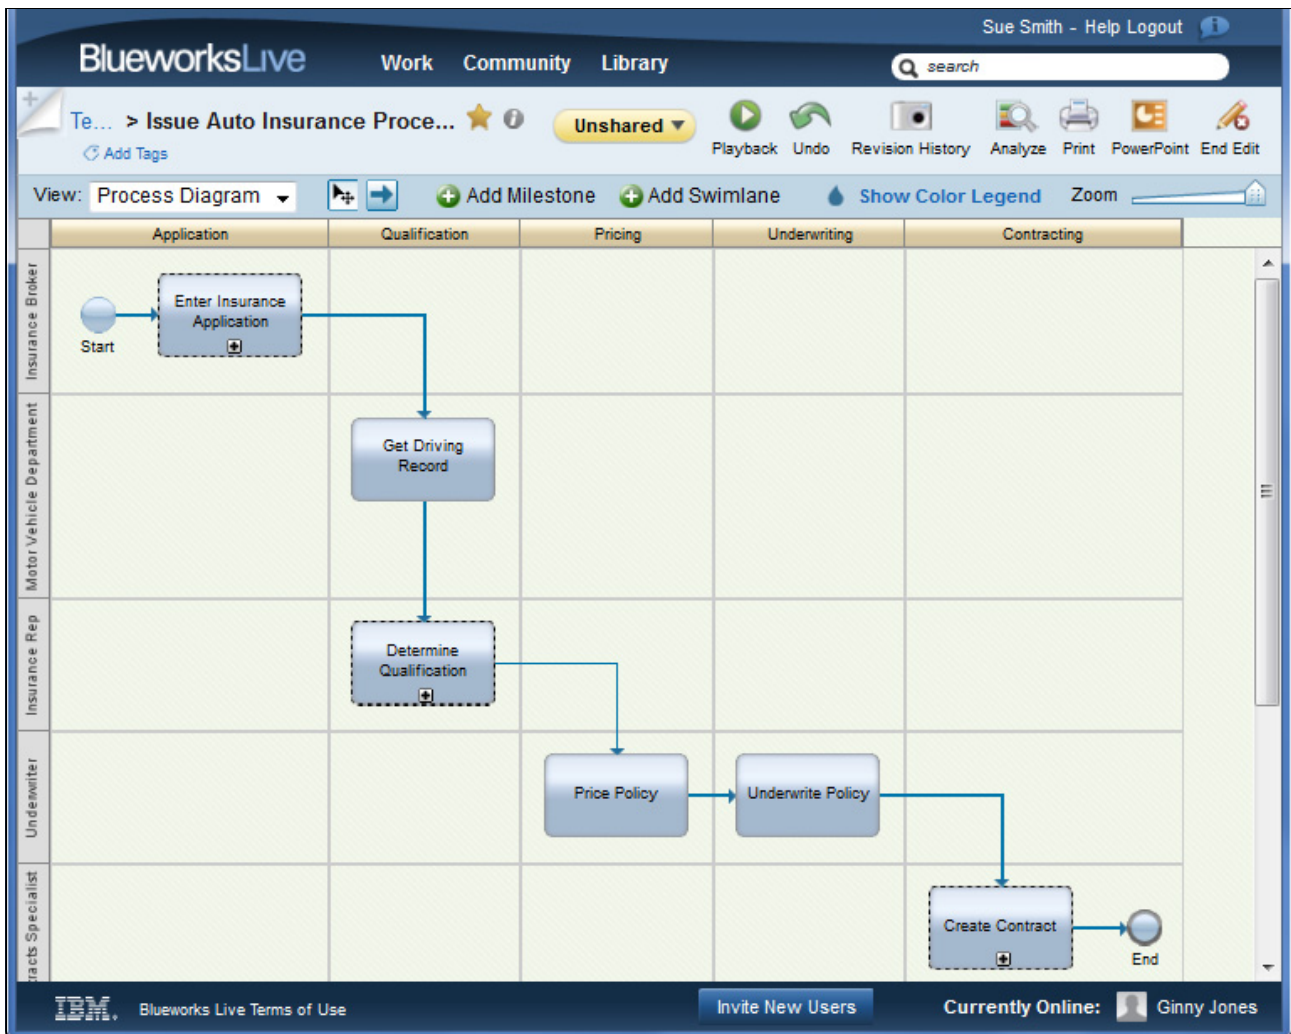 Sue Smith - Help Logout
BlueworksLive
Work Community Library
search
Te... > Issue Auto Insurance Proce...
Unshared
Add Tags
Playback Undo Revision History Analyze Print PowerPoint End Edit
View: Process Diagram
Add Milestone Add Swimlane Show Color Legend Zoom
Application Qualification Pricing Underwriting Contracting
Insurance Broker
Start
Enter Insurance
Application
Motor Vehicle Department
Get Driving
Record
Insurance Rep
Determine
Qualification
Underwriter
Price Policy
Underwrite Policy
racts Specialist
Create Contract
End
IBM. Blueworks Live Terms of Use
Invite New Users
Currently Online: Ginny Jones